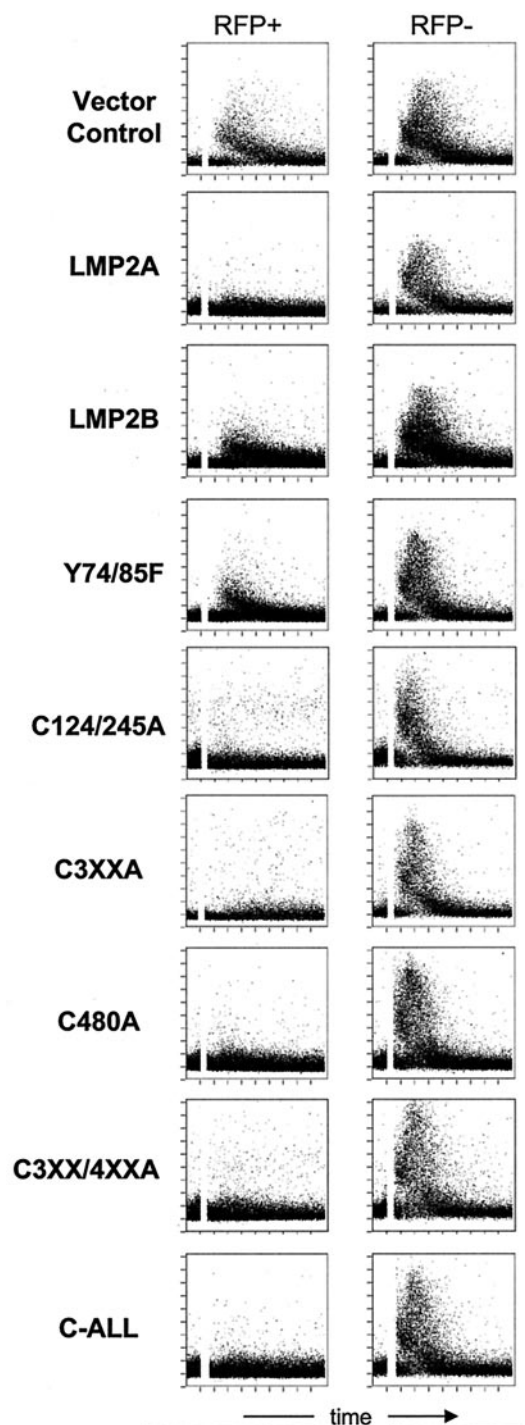 RFP+ RFP-
Vector
Control
LMP2A
LMP2B
Y74/85F
C124/245A
C3XXA
C480A
C3XX/4XXA
C-ALL
time